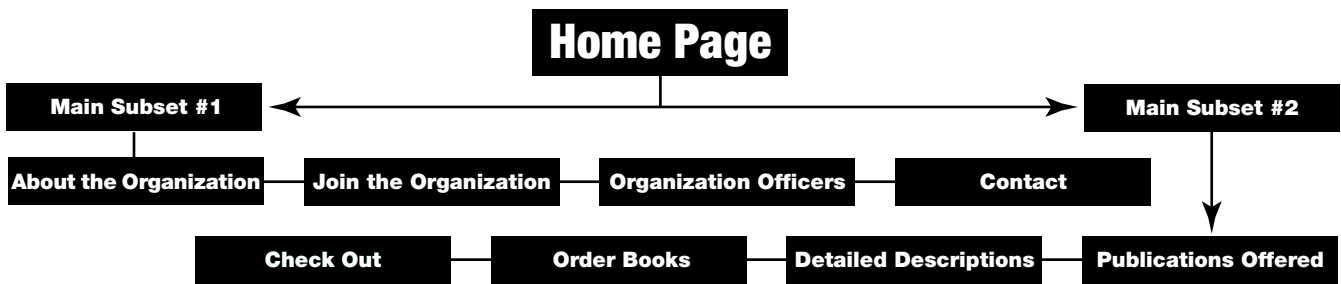 Home Page
Main Subset #1
Main Subset #2
About the Organization
Join the Organization
Organization Officers
Contact
Check Out
Order Books
Detailed Descriptions
Publications Offered